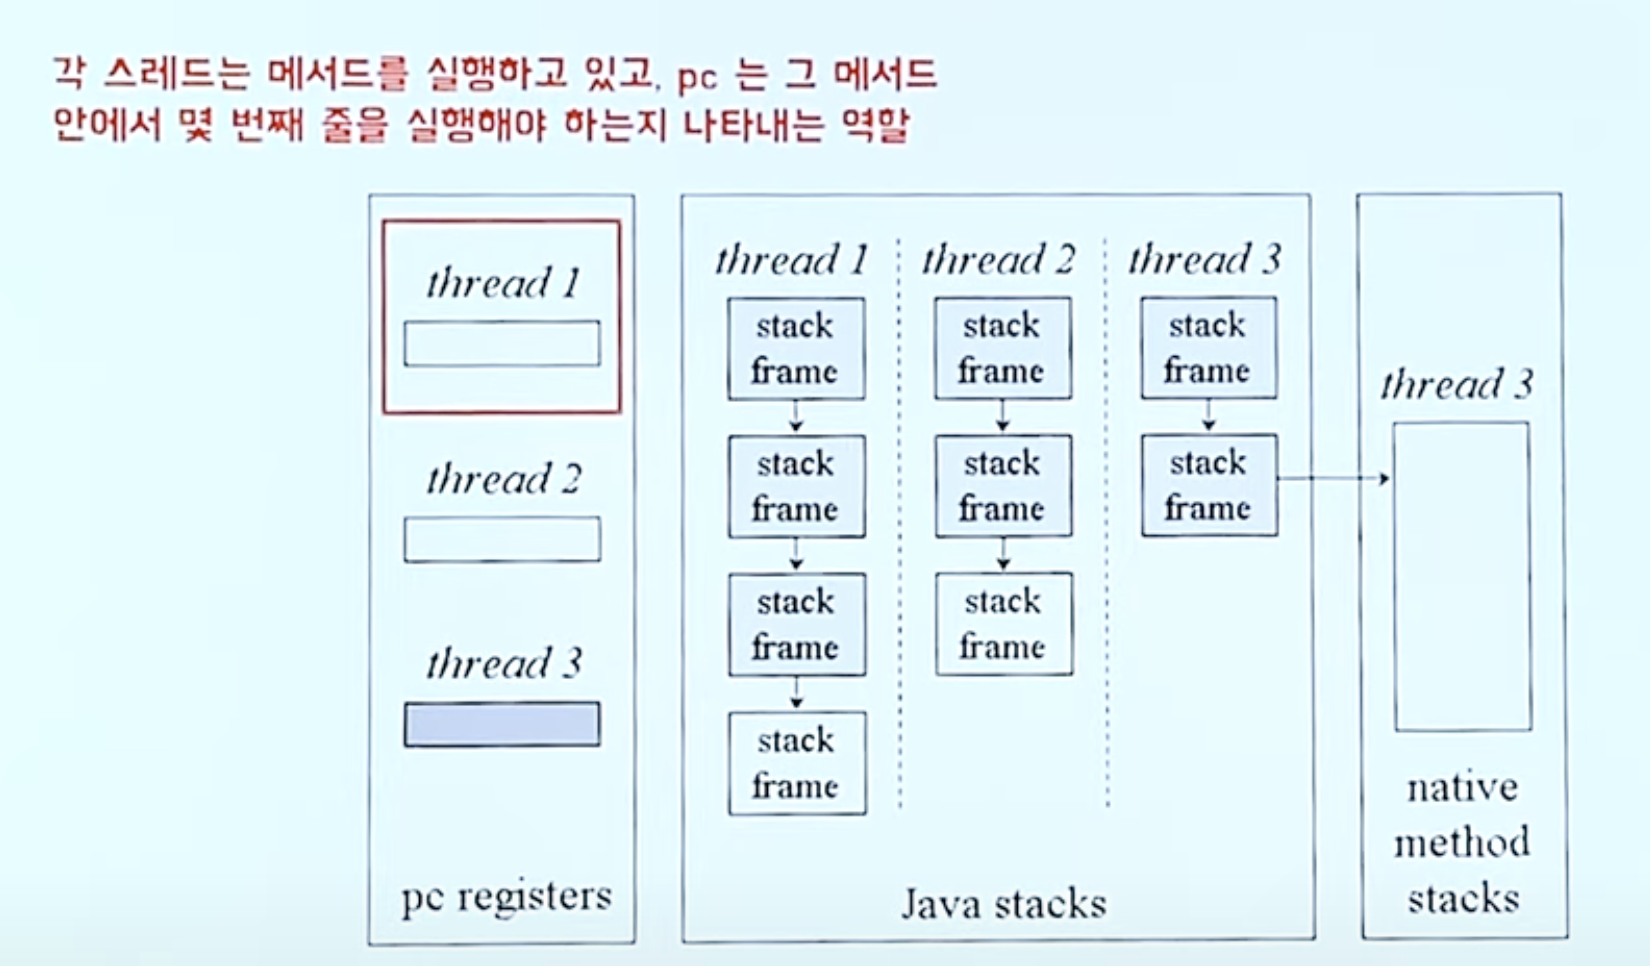 각 스레드는 메서드를 실행하고 있고, pc 는 그 메서드
안에서 몇 번째 줄을 실행해야 하는지 나타내는 역할
thread 1
thread 2
thread 3
pc registers
thread 1
stack
frame
stack
frame
stack
frame
stack
frame
thread 2
stack
frame
stack
frame
stack
frame
thread 3
stack
frame
stack
frame
Java stacks
thread 3
native
method
stacks